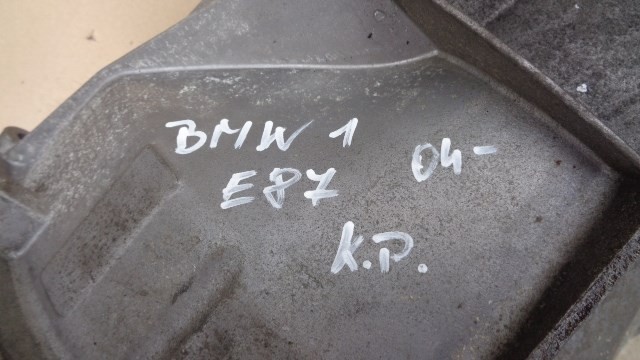 BMW 1
E87 04-
K.P.